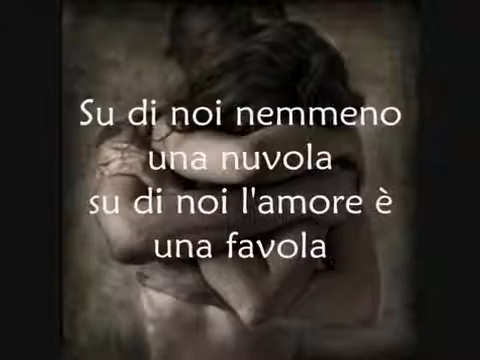 Su di noi nemmeno
una nuvola
su di noi l'amore è
una favola